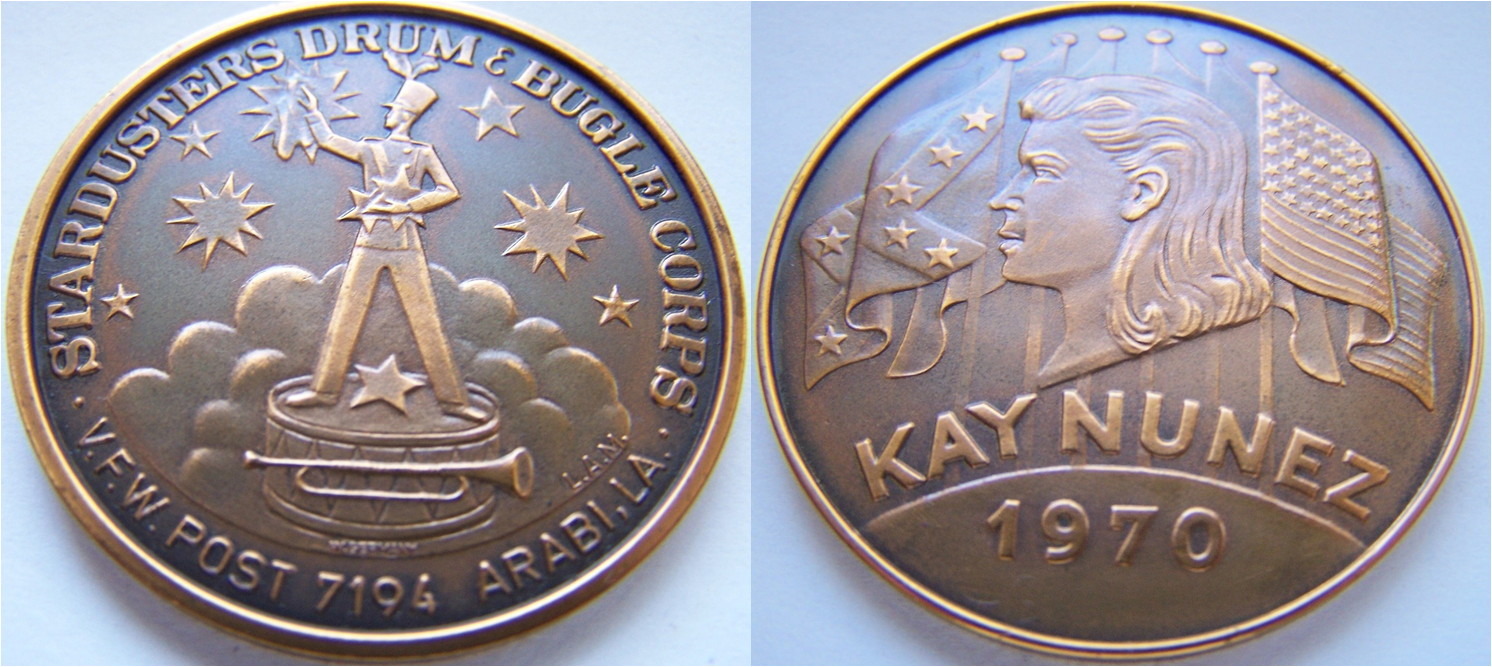 STARDUSTERS DRUM & BUGLE CORPS
L.A.M.
· V.F.W. POST 7194 ARABI, LA. ·
KAY NUNEZ
1970